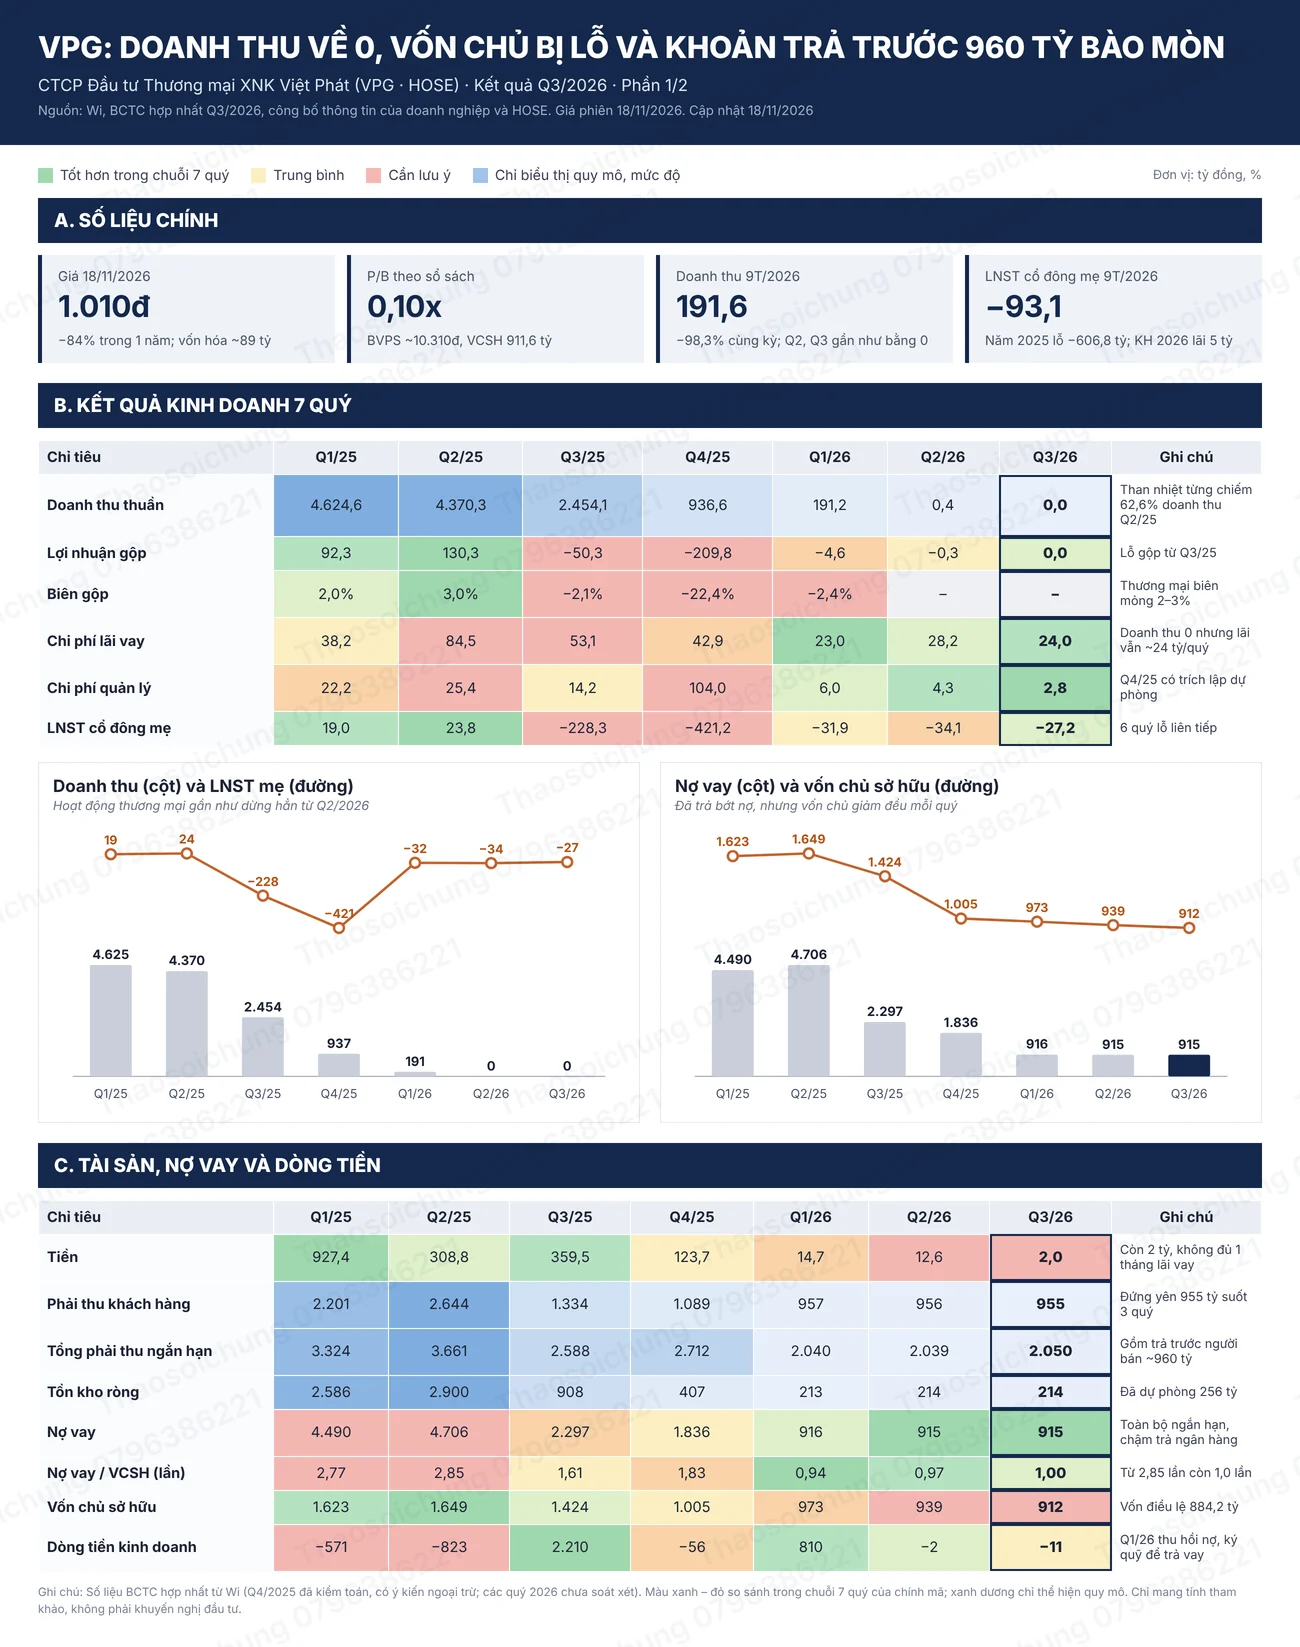 VPG: DOANH THU VỀ 0, VỐN CHỦ BỊ LỖ VÀ KHOẢN TRẢ TRƯỚC 960 TỶ BÀO MÒN
CTCP Đầu tư Thương mại XNK Việt Phát (VPG · HOSE) · Kết quả Q3/2026 · Phần 1/2
Nguồn: Wi, BCTC hợp nhất Q3/2026, công bố thông tin của doanh nghiệp và HOSE. Giá phiên 18/11/2026. Cập nhật 18/11/2026
Tốt hơn trong chuỗi 7 quý Trung bình Cần lưu ý Chỉ biểu thị quy mô, mức độ Đơn vị: tỷ đồng, %
A. SỐ LIỆU CHÍNH
Giá 18/11/2026
1.010đ
−84% trong 1 năm; vốn hóa ~89 tỷ
P/B theo sổ sách
0,10x
BVPS ~10.310đ, VCSH 911,6 tỷ
Doanh thu 9T/2026
191,6
−98,3% cùng kỳ; Q2, Q3 gần như bằng 0
LNST cổ đông mẹ 9T/2026
−93,1
Năm 2025 lỗ −606,8 tỷ; KH 2026 lãi 5 tỷ
B. KẾT QUẢ KINH DOANH 7 QUÝ
Chỉ tiêu Q1/25 Q2/25 Q3/25 Q4/25 Q1/26 Q2/26 Q3/26 Ghi chú
Doanh thu thuần 4.624,6 4.370,3 2.454,1 936,6 191,2 0,4 0,0 Than nhiệt từng chiếm
62,6% doanh thu
Q2/25
Lợi nhuận gộp 92,3 130,3 −50,3 −209,8 −4,6 −0,3 0,0 Lỗ gộp từ Q3/25
Biên gộp 2,0% 3,0% −2,1% −22,4% −2,4% – – Thương mại biên
mỏng 2–3%
Chi phí lãi vay 38,2 84,5 53,1 42,9 23,0 28,2 24,0 Doanh thu 0 nhưng lãi
vẫn ~24 tỷ/quý
Chi phí quản lý 22,2 25,4 14,2 104,0 6,0 4,3 2,8 Q4/25 có trích lập dự
phòng
LNST cổ đông mẹ 19,0 23,8 −228,3 −421,2 −31,9 −34,1 −27,2 6 quý lỗ liên tiếp
Doanh thu (cột) và LNST mẹ (đường)
Hoạt động thương mại gần như dừng hẳn từ Q2/2026
19 24 −228 −421 −32 −34 −27
4.625 4.370 2.454 937 191 0 0
Q1/25 Q2/25 Q3/25 Q4/25 Q1/26 Q2/26 Q3/26
Nợ vay (cột) và vốn chủ sở hữu (đường)
Đã trả bớt nợ, nhưng vốn chủ giảm đều mỗi quý
1.623 1.649 1.424 1.005 973 939 912
4.490 4.706 2.297 1.836 916 915 915
Q1/25 Q2/25 Q3/25 Q4/25 Q1/26 Q2/26 Q3/26
C. TÀI SẢN, NỢ VAY VÀ DÒNG TIỀN
Chỉ tiêu Q1/25 Q2/25 Q3/25 Q4/25 Q1/26 Q2/26 Q3/26 Ghi chú
Tiền 927,4 308,8 359,5 123,7 14,7 12,6 2,0 Còn 2 tỷ, không đủ 1
tháng lãi vay
Phải thu khách hàng 2.201 2.644 1.334 1.089 957 956 955 Đứng yên 955 tỷ suốt
3 quý
Tổng phải thu ngắn hạn 3.324 3.661 2.588 2.712 2.040 2.039 2.050 Gồm trả trước người
bán ~960 tỷ
Tồn kho ròng 2.586 2.900 908 407 213 214 214 Đã dự phòng 256 tỷ
Nợ vay 4.490 4.706 2.297 1.836 916 915 915 Toàn bộ ngắn hạn,
chậm trả ngân hàng
Nợ vay / VCSH (lần) 2,77 2,85 1,61 1,83 0,94 0,97 1,00 Từ 2,85 lần còn 1,0 lần
Vốn chủ sở hữu 1.623 1.649 1.424 1.005 973 939 912 Vốn điều lệ 884,2 tỷ
Dòng tiền kinh doanh −571 −823 2.210 −56 810 −2 −11 Q1/26 thu hồi nợ, ký
quỹ để trả vay
Ghi chú: Số liệu BCTC hợp nhất từ Wi (Q4/2025 đã kiểm toán, có ý kiến ngoại trừ; các quý 2026 chưa soát xét). Màu xanh – đỏ so sánh trong chuỗi 7 quý của chính mã; xanh dương chỉ thể hiện quy mô. Chỉ mang tính tham
khảo, không phải khuyến nghị đầu tư.
Thaosoichung 0796386221